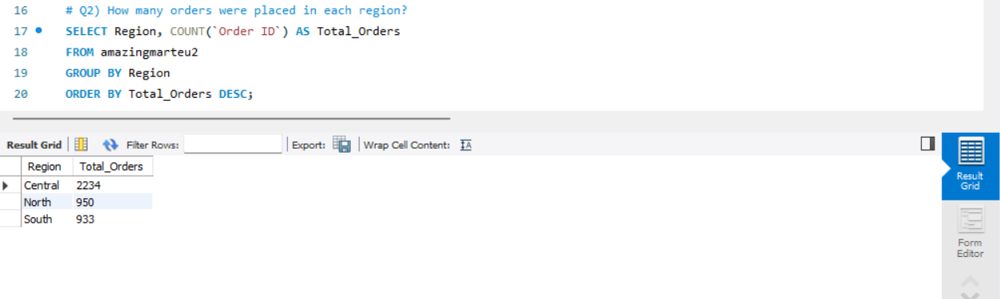 16 # Q2) How many orders were placed in each region?
17 SELECT Region, COUNT(`Order ID`) AS Total_Orders
18 FROM amazingmarteu2
19 GROUP BY Region
20 ORDER BY Total_Orders DESC;
Result Grid Filter Rows: Export: Wrap Cell Content: IA
Region Total_Orders
Central 2234
North 950
South 933
Result
Grid
Form
Editor